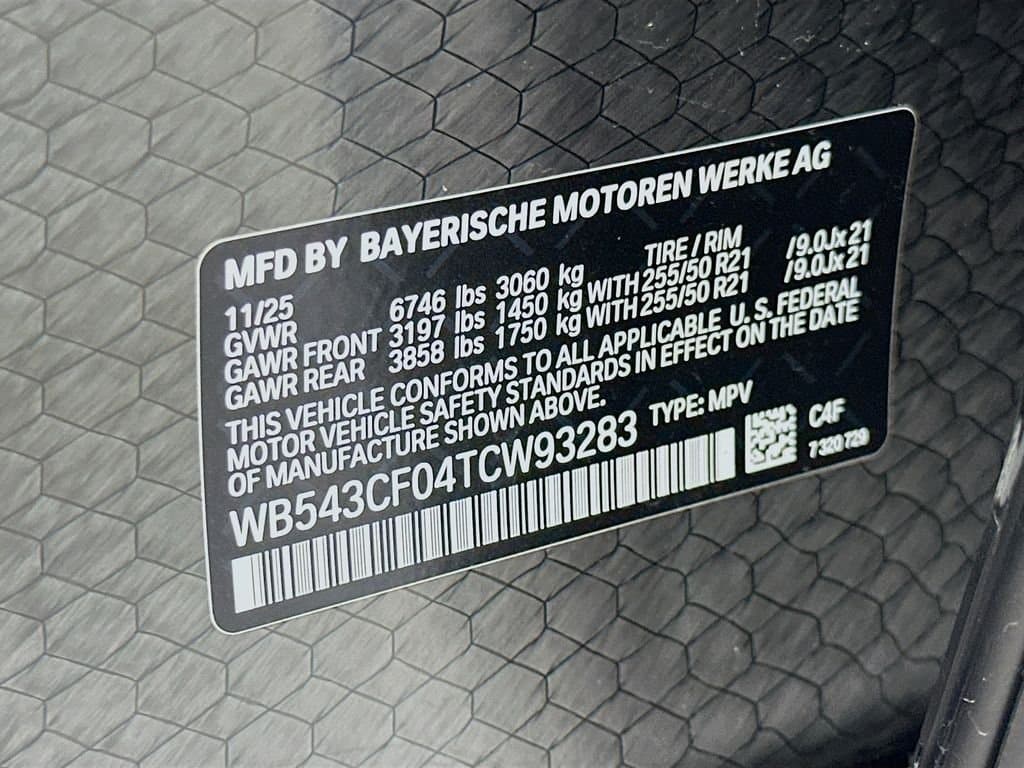 MFD BY BAYERISCHE MOTOREN WERKE AG
11/25 TIRE / RIM
GVWR 6746 lbs 3060 kg
GAWR FRONT 3197 lbs 1450 kg WITH 255/50 R21 /9.0Jx21
GAWR REAR 3858 lbs 1750 kg WITH 255/50 R21 /9.0Jx21
THIS VEHICLE CONFORMS TO ALL APPLICABLE U. S. FEDERAL
MOTOR VEHICLE SAFETY STANDARDS IN EFFECT ON THE DATE
OF MANUFACTURE SHOWN ABOVE.
WB543CF04TCW93283 TYPE: MPV
C4F
7 320 729